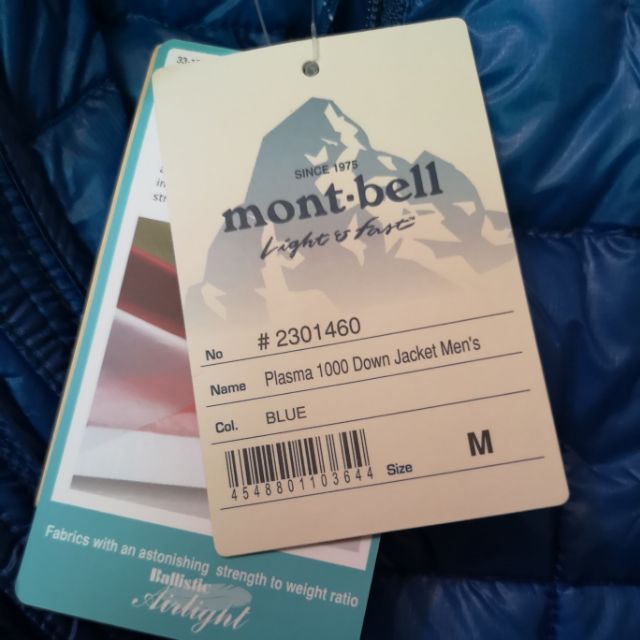 33-
SINCE 1975
mont·bell
Light & fast
No # 2301460
Name Plasma 1000 Down Jacket Men's
Col. BLUE
4548801103644 Size M
Fabrics with an astonishing strength to weight ratio
Ballistic
Airlight